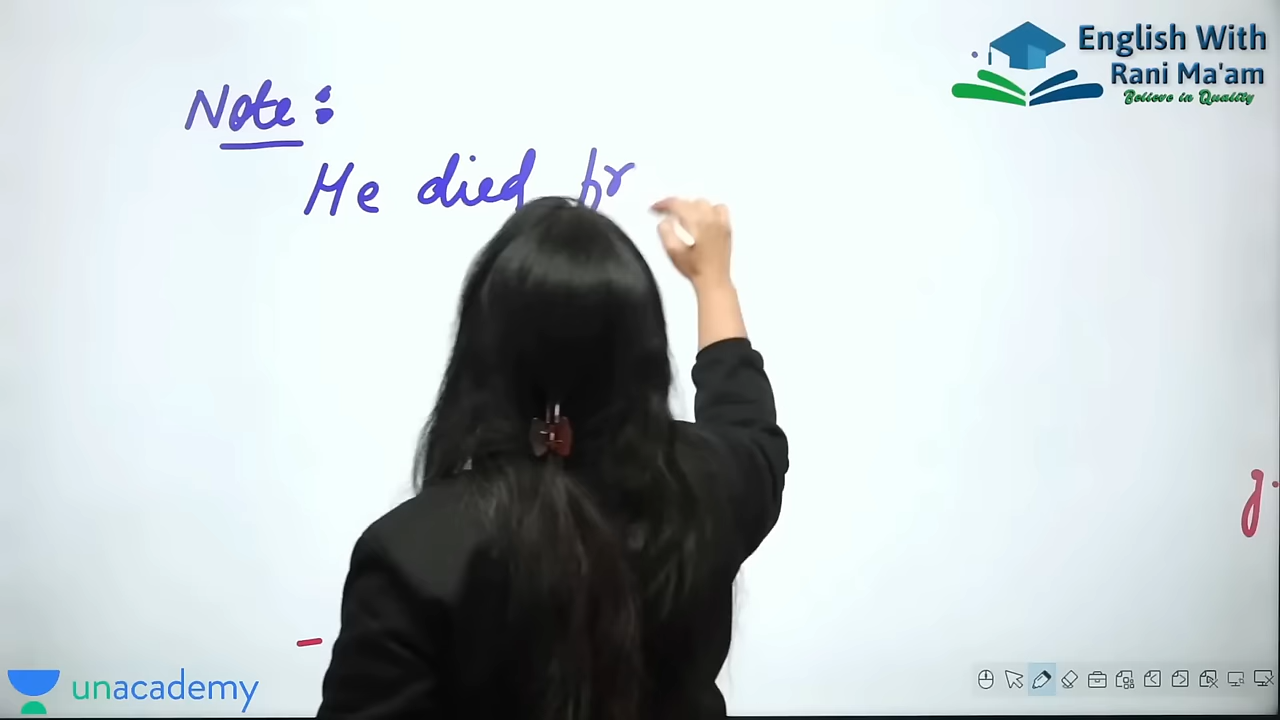 English With
Rani Ma'am
Believe in Quality
Note :
He died fr
unacademy